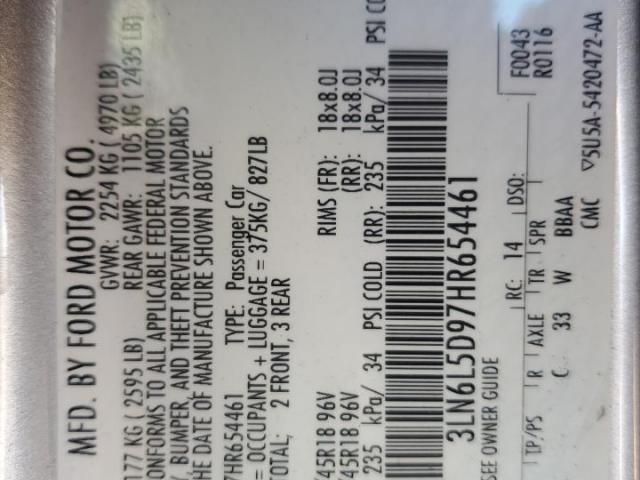 MFD. BY FORD MOTOR CO.
GVWR: 2254 KG ( 4970 LB)
177 KG ( 2595 LB) REAR GAWR: 1105 KG ( 2435 LB)
ONFORMS TO ALL APPLICABLE FEDERAL MOTOR
, BUMPER, AND THEFT PREVENTION STANDARDS
HE DATE OF MANUFACTURE SHOWN ABOVE.
7HR654461 TYPE: Passenger Car
= OCCUPANTS + LUGGAGE = 375KG/ 827LB
TOTAL; 2 FRONT, 3 REAR
/45R18 96V RIMS (FR): 18x8.0J
/45R18 96V (RR): 18x8.0J
235 kPa/ 34 PSI COLD (RR): 235 kPa/ 34 PSI CO
3LN6L5D97HR654461
SEE OWNER GUIDE
F0043
RC: 14 DSO: R0116
TP/PS R AXLE TR SPR
C 33 W BBAA
CMC ▽5U5A-5420472-AA